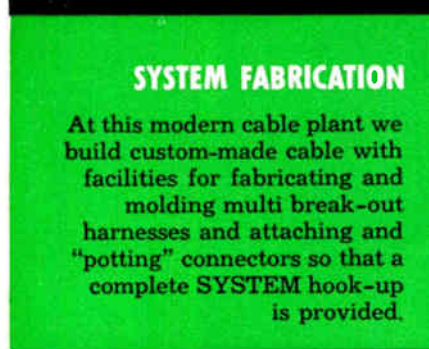 SYSTEM FABRICATION
At this modern cable plant we
build custom-made cable with
facilities for fabricating and
molding multi break-out
harnesses and attaching and
"potting" connectors so that a
complete SYSTEM hook-up
is provided.